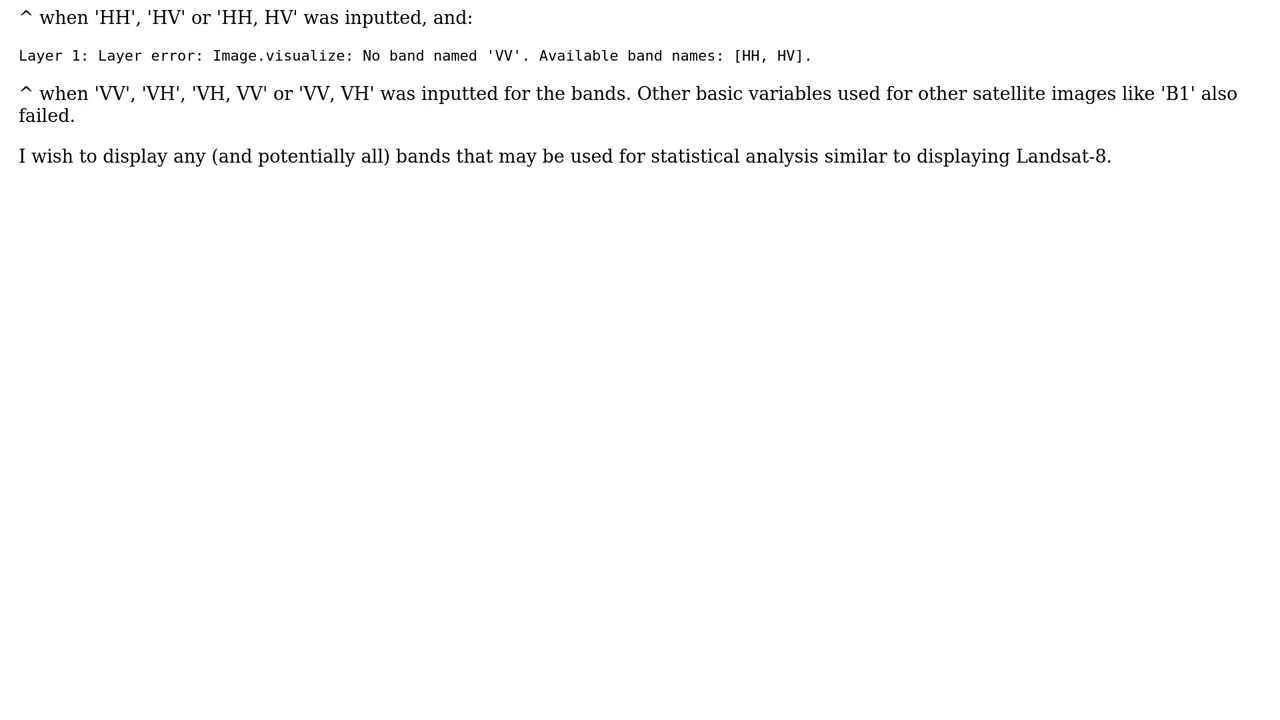 ^ when 'HH', 'HV' or 'HH, HV' was inputted, and:
Layer 1: Layer error: Image.visualize: No band named 'VV'. Available band names: [HH, HV].
^ when 'VV', 'VH', 'VH, VV' or 'VV, VH' was inputted for the bands. Other basic variables used for other satellite images like 'B1' also
failed.
I wish to display any (and potentially all) bands that may be used for statistical analysis similar to displaying Landsat-8.